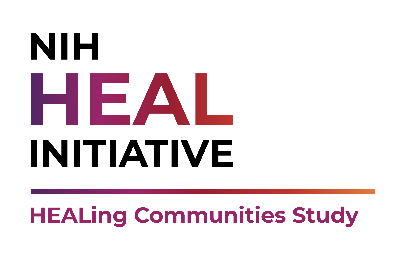 NIH
HEAL
INITIATIVE
HEALing Communities Study